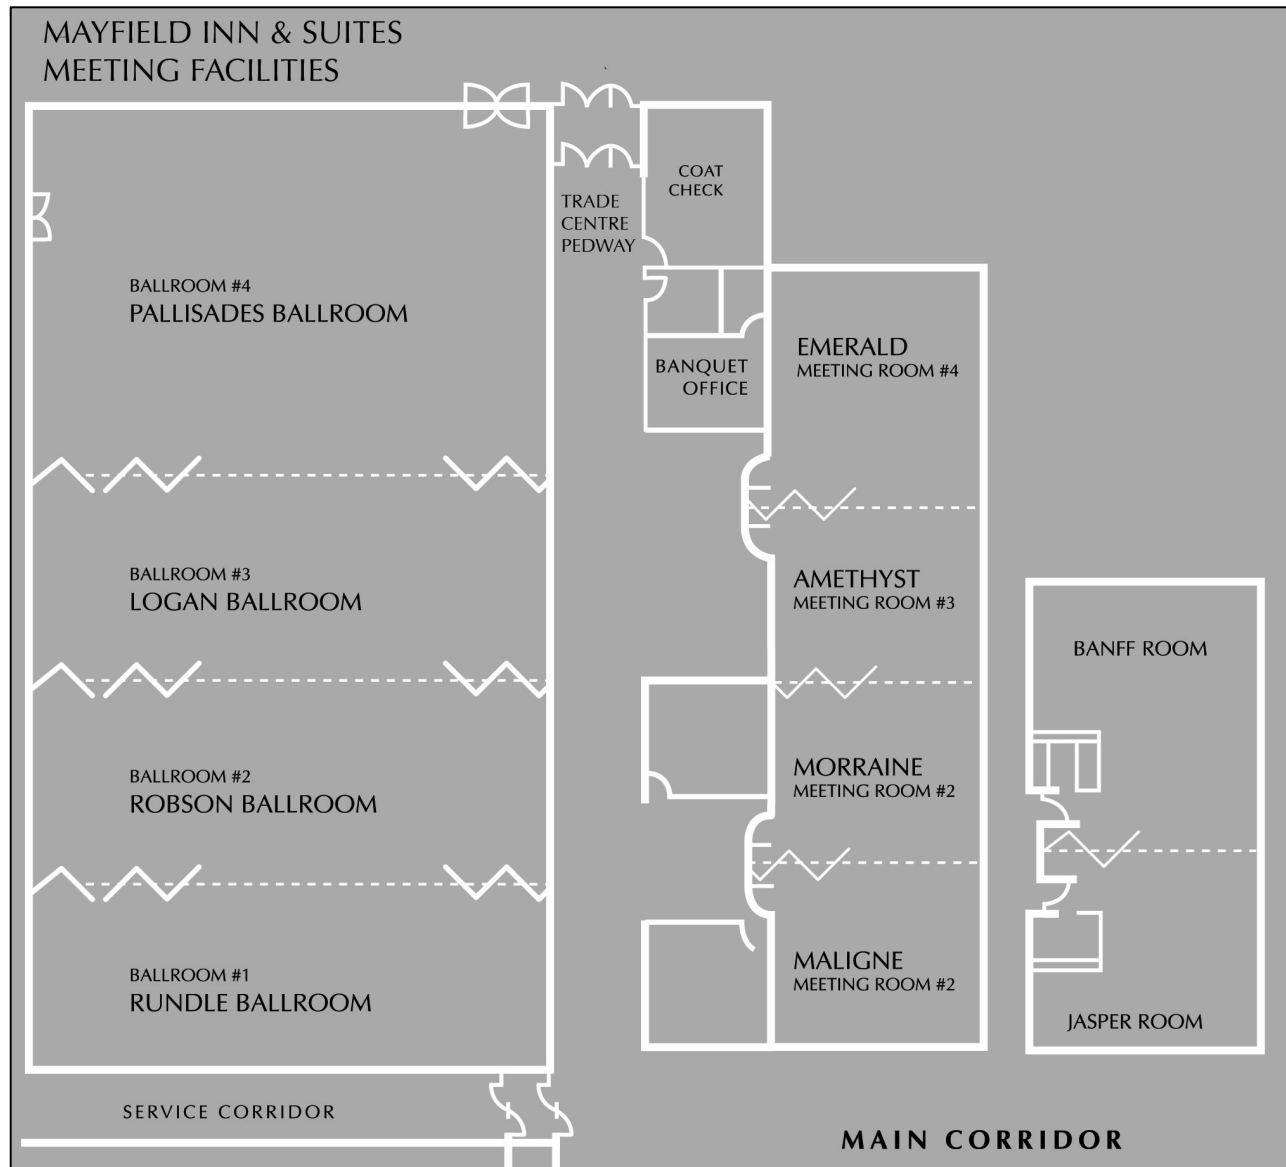 MAYFIELD INN & SUITES
MEETING FACILITIES
COAT
CHECK
TRADE
CENTRE
PEDWAY
BALLROOM #4
PALLISADES BALLROOM
BANQUET
OFFICE
EMERALD
MEETING ROOM #4
BALLROOM #3
LOGAN BALLROOM
AMETHYST
MEETING ROOM #3
BANFF ROOM
BALLROOM #2
ROBSON BALLROOM
MORRAINE
MEETING ROOM #2
BALLROOM #1
RUNDLE BALLROOM
MALIGNE
MEETING ROOM #2
JASPER ROOM
SERVICE CORRIDOR
MAIN CORRIDOR